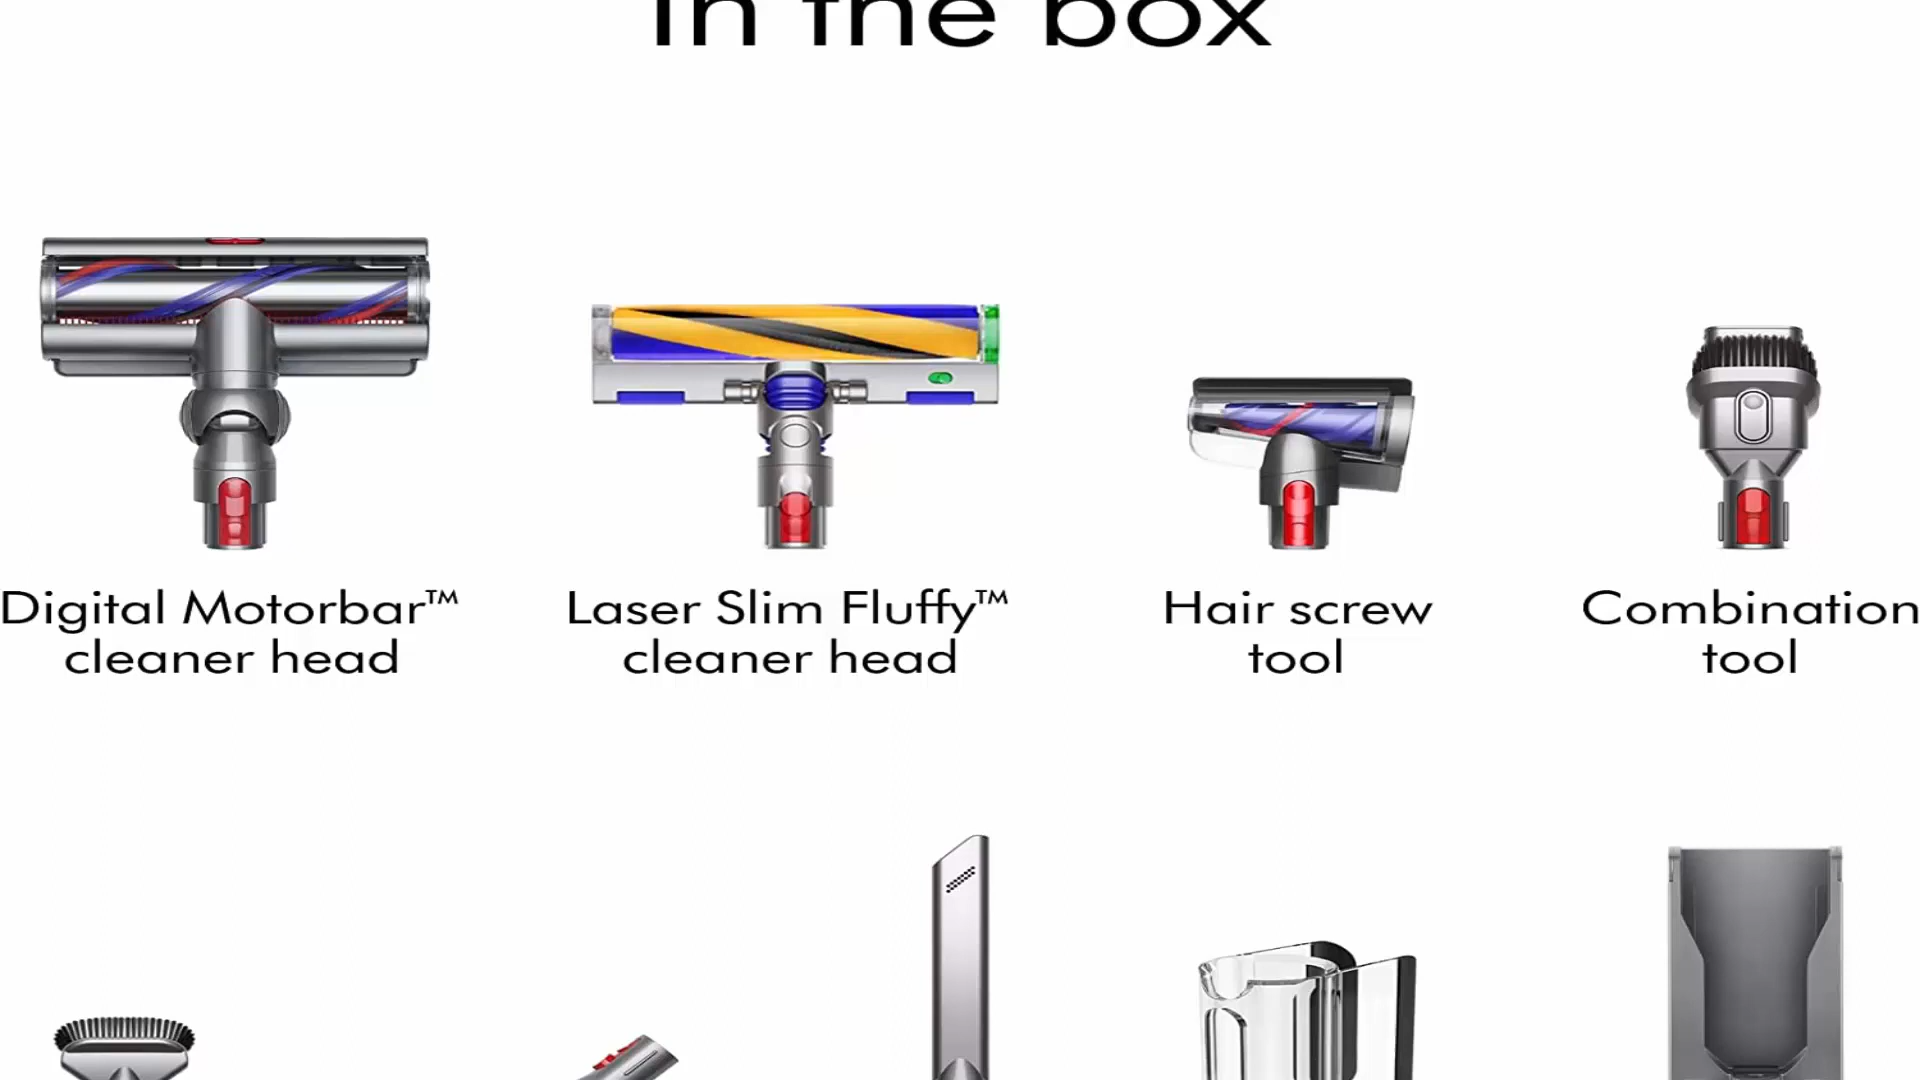 In the box
Digital Motorbar™
cleaner head
Laser Slim Fluffy™
cleaner head
Hair screw
tool
Combination
tool